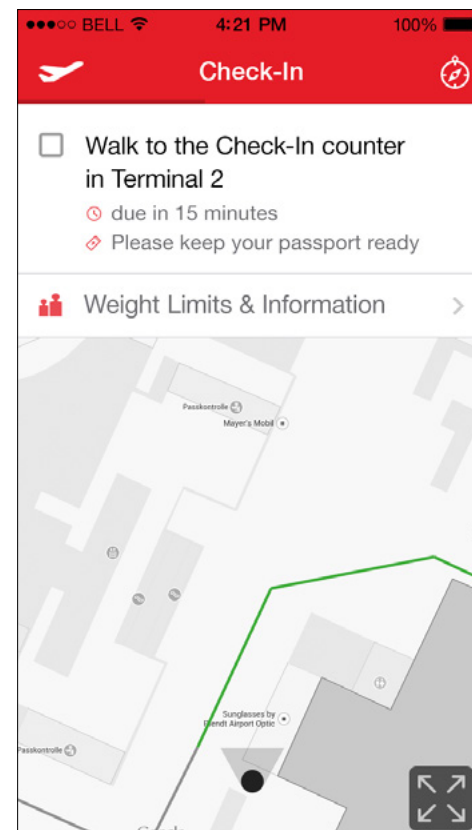 BELL 4:21 PM 100%
Check-In
Walk to the Check-In counter
in Terminal 2
due in 15 minutes
Please keep your passport ready
Weight Limits & Information
Passkontrolle
Mayer's Mobil
Sunglasses by
Airport Optic
Passkontrolle